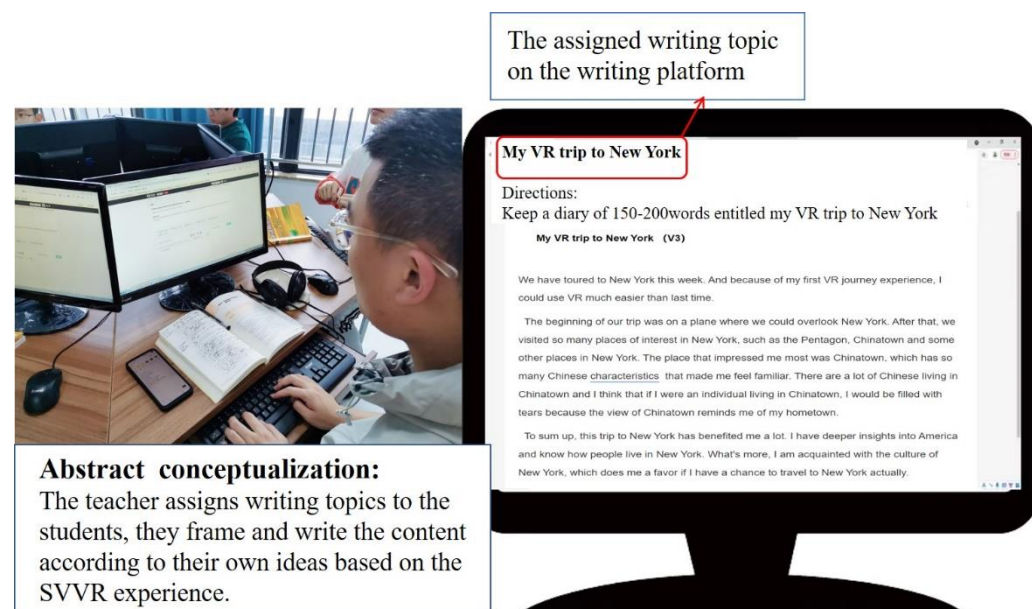 The assigned writing topic
on the writing platform
My VR trip to New York
Directions:
Keep a diary of 150-200words entitled my VR trip to New York
My VR trip to New York （V3）
We have toured to New York this week. And because of my first VR journey experience, I
could use VR much easier than last time.
The beginning of our trip was on a plane where we could overlook New York. After that, we
visited so many places of interest in New York, such as the Pentagon, Chinatown and some
other places in New York. The place that impressed me most was Chinatown, which has so
many Chinese characteristics that made me feel familiar. There are a lot of Chinese living in
Chinatown and I think that if I were an individual living in Chinatown, I would be filled with
tears because the view of Chinatown reminds me of my hometown.
To sum up, this trip to New York has benefited me a lot. I have deeper insights into America
and know how people live in New York. What's more, I am acquainted with the culture of
New York, which does me a favor if I have a chance to travel to New York actually.
Abstract conceptualization:
The teacher assigns writing topics to the
students, they frame and write the content
according to their own ideas based on the
SVVR experience.